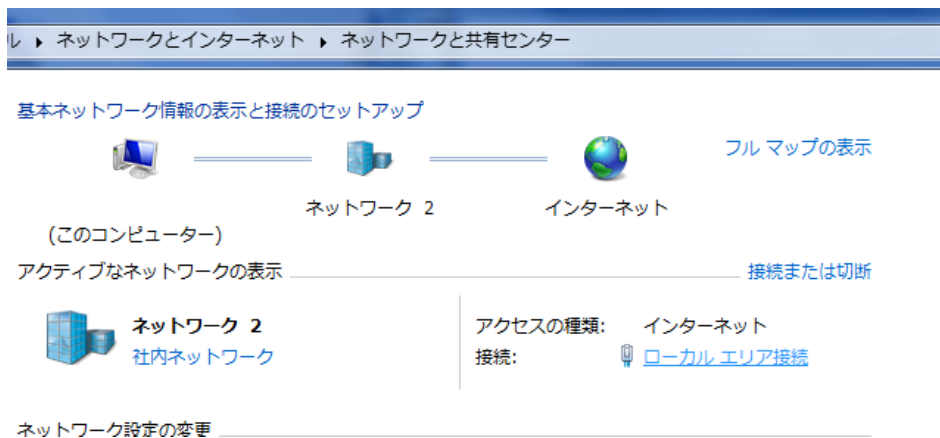 ル ▸ ネットワークとインターネット ▸ ネットワークと共有センター
基本ネットワーク情報の表示と接続のセットアップ
フル マップの表示
ネットワーク 2 インターネット
(このコンピューター)
アクティブなネットワークの表示 接続または切断
ネットワーク 2 アクセスの種類: インターネット
社内ネットワーク 接続: ローカル エリア接続
ネットワーク設定の変更